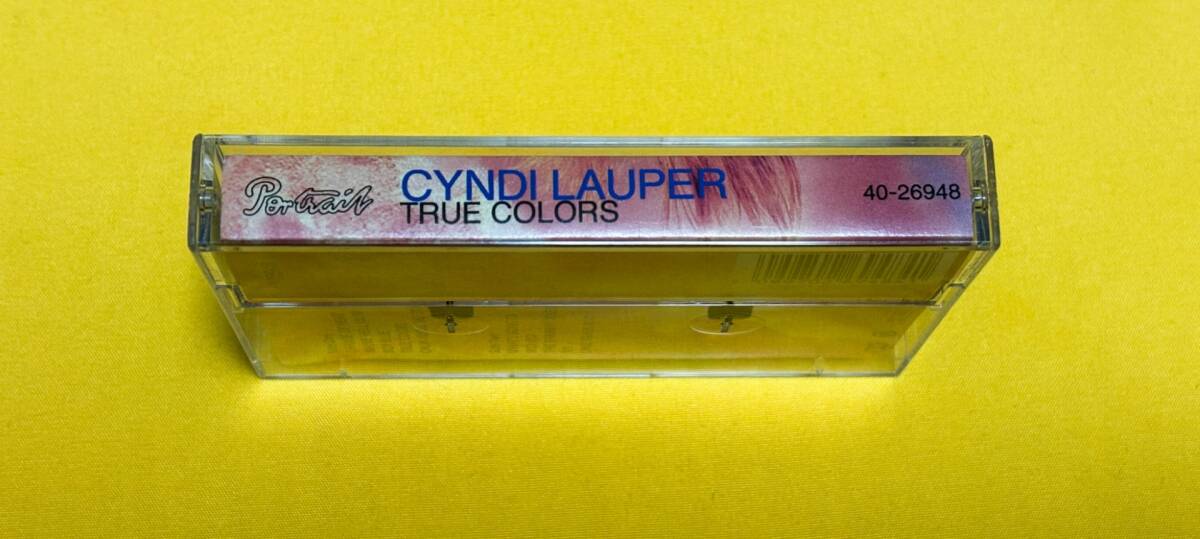 Portrait
CYNDI LAUPER
TRUE COLORS
40-26948